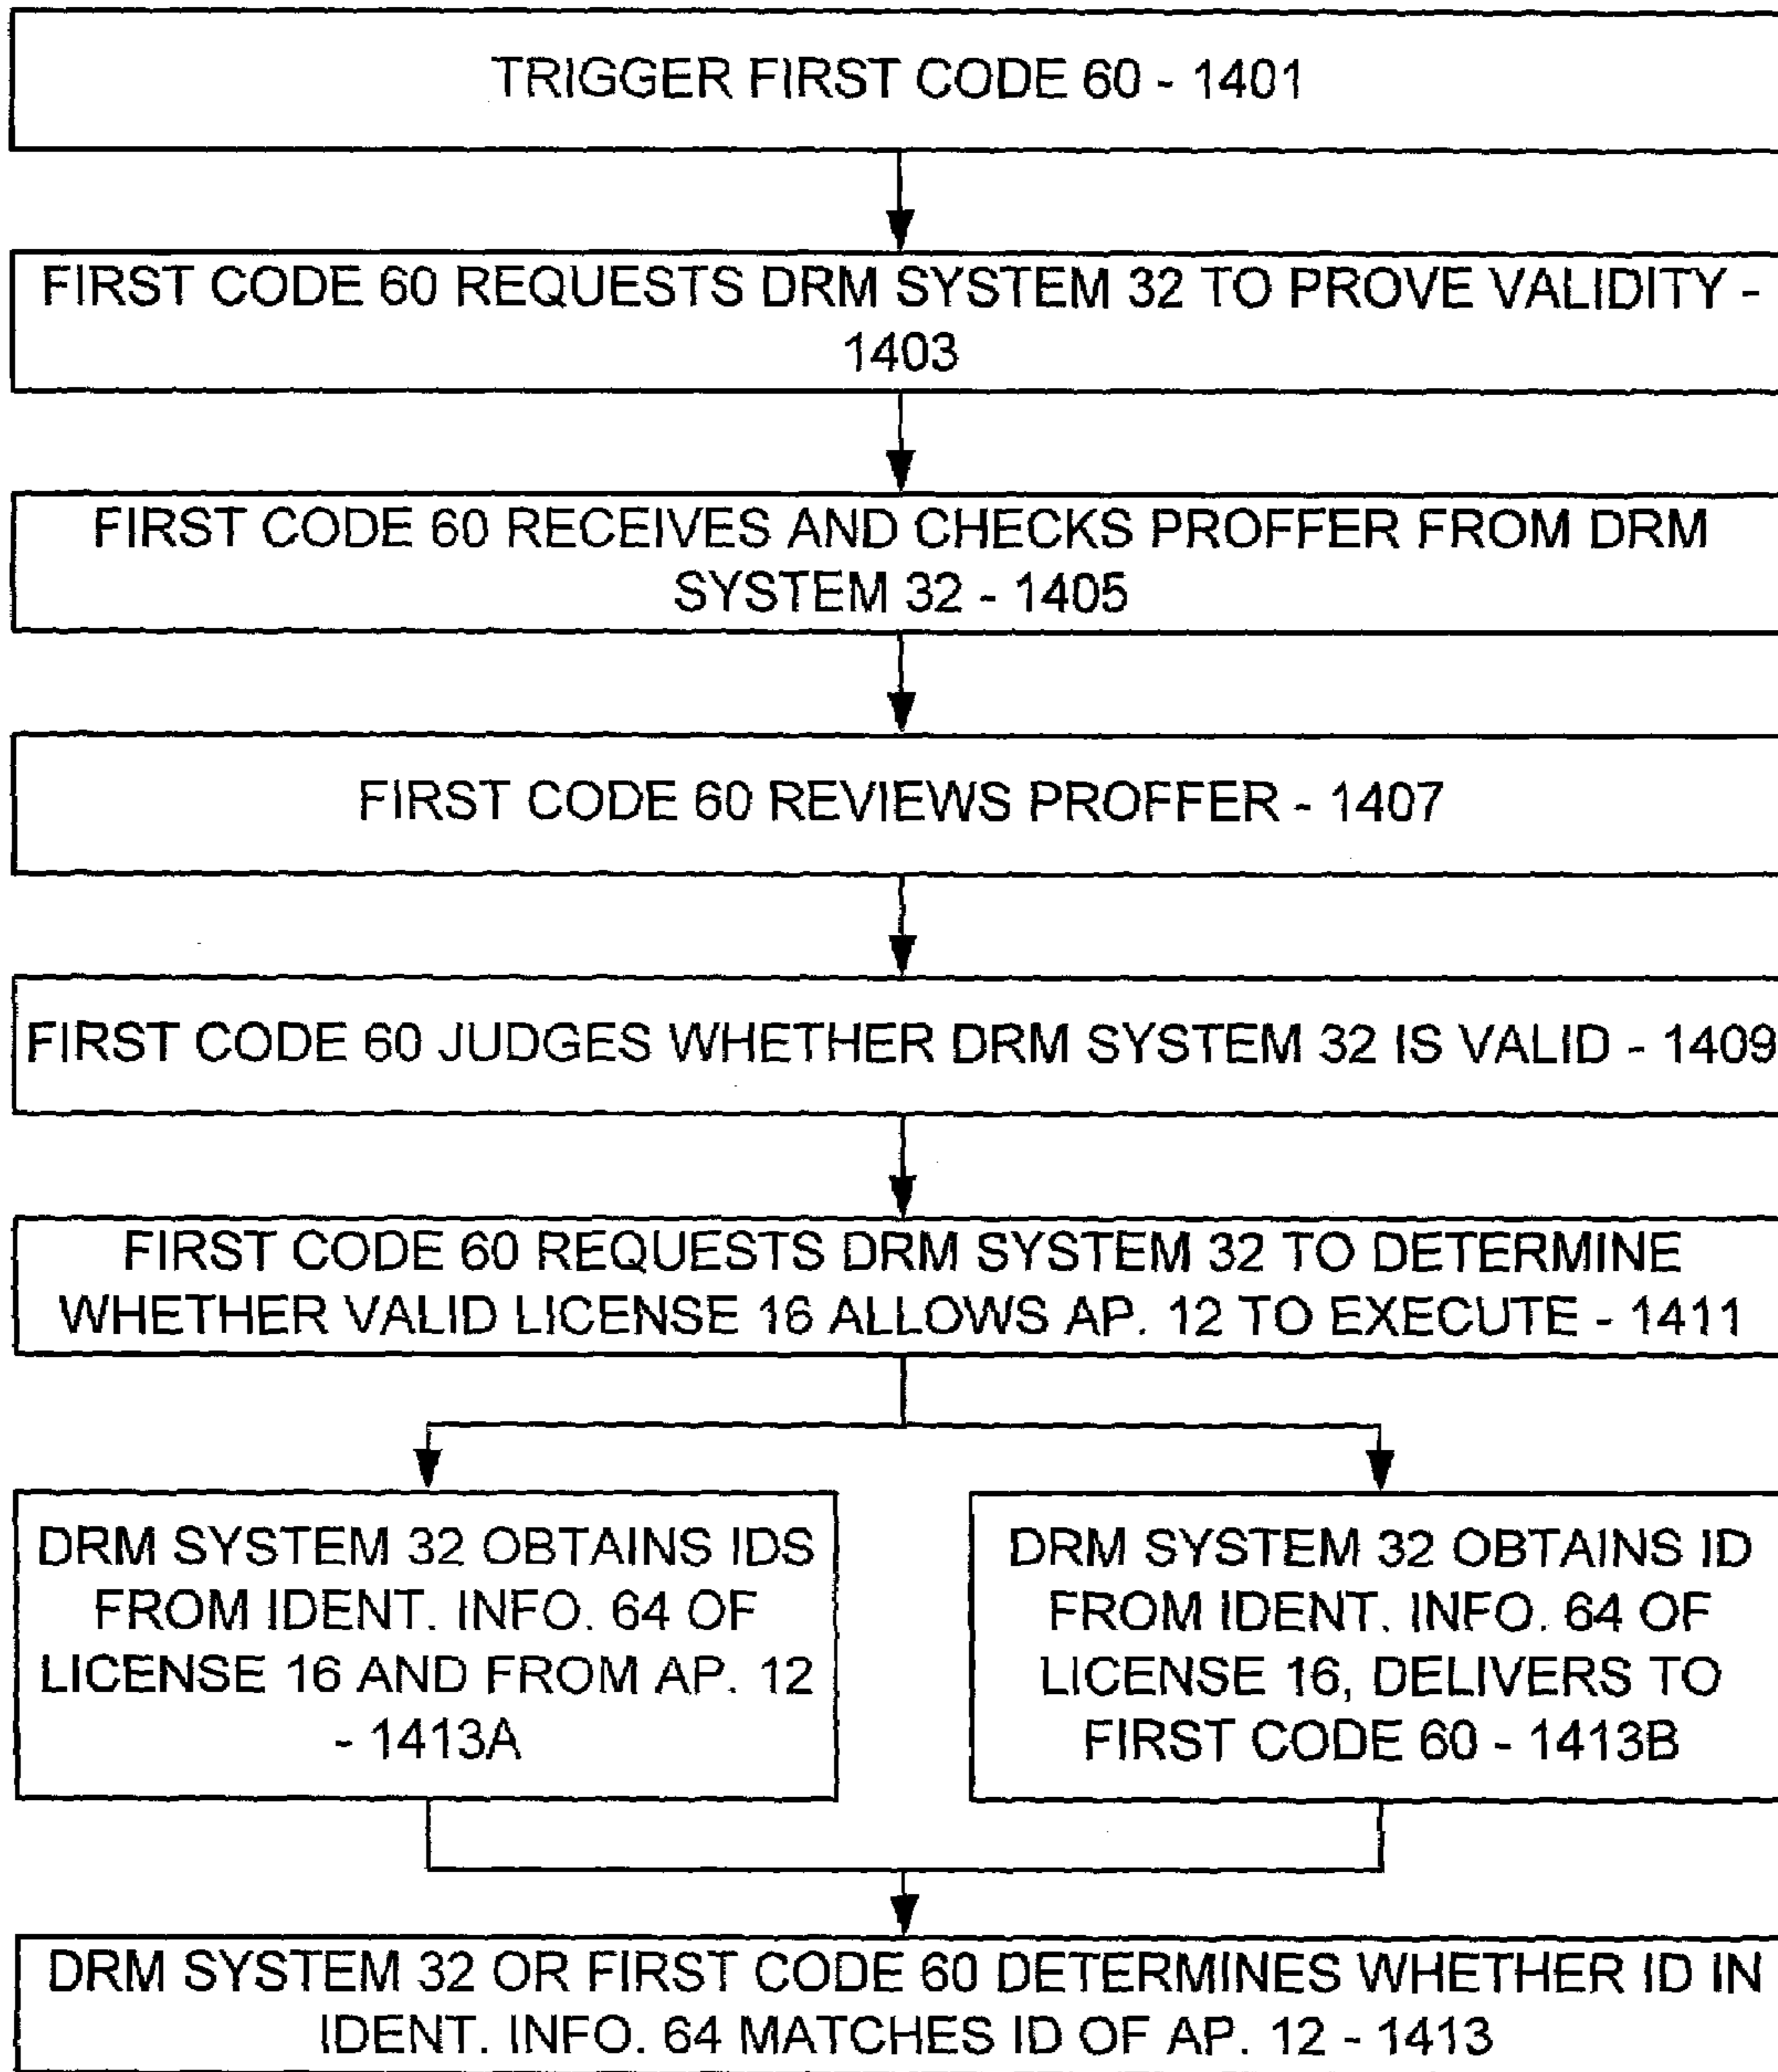 TRIGGER FIRST CODE 60 - 1401
FIRST CODE 60 REQUESTS DRM SYSTEM 32 TO PROVE VALIDITY -
1403
FIRST CODE 60 RECEIVES AND CHECKS PROFFER FROM DRM
SYSTEM 32 - 1405
FIRST CODE 60 REVIEWS PROFFER - 1407
FIRST CODE 60 JUDGES WHETHER DRM SYSTEM 32 IS VALID - 1409
FIRST CODE 60 REQUESTS DRM SYSTEM 32 TO DETERMINE
WHETHER VALID LICENSE 16 ALLOWS AP. 12 TO EXECUTE - 1411
DRM SYSTEM 32 OBTAINS IDS
FROM IDENT. INFO. 64 OF
LICENSE 16 AND FROM AP. 12
- 1413A
DRM SYSTEM 32 OBTAINS ID
FROM IDENT. INFO. 64 OF
LICENSE 16, DELIVERS TO
FIRST CODE 60 - 1413B
DRM SYSTEM 32 OR FIRST CODE 60 DETERMINES WHETHER ID IN
IDENT. INFO. 64 MATCHES ID OF AP. 12 - 1413